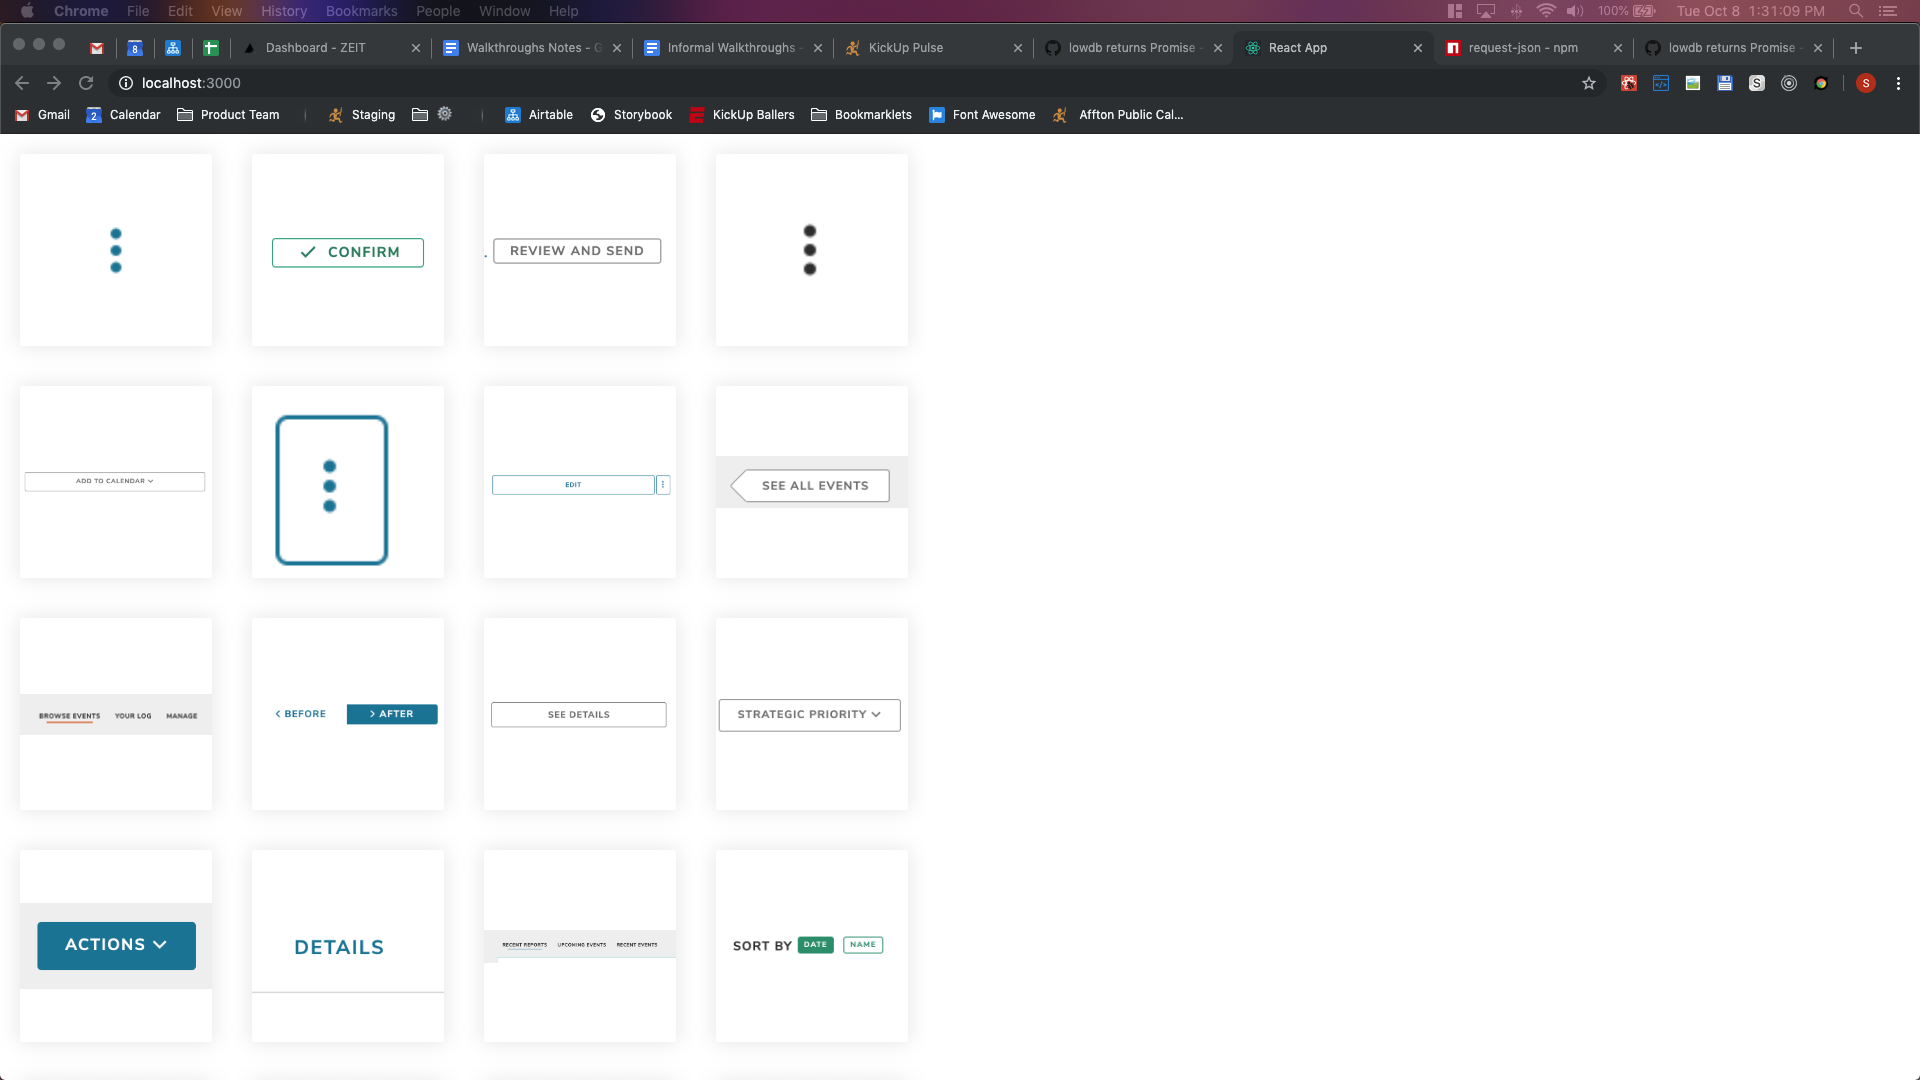 Chrome File Edit View History Bookmarks People Window Help 100% Tue Oct 8 1:31:09 PM
8 Dashboard - ZEIT Walkthroughs Notes - G Informal Walkthroughs - KickUp Pulse lowdb returns Promise - React App n request-json - npm lowdb returns Promise -
localhost:3000 S S
Gmail 2 Calendar Product Team Staging Airtable Storybook KickUp Ballers Bookmarklets Font Awesome Affton Public Cal...
CONFIRM REVIEW AND SEND
ADD TO CALENDAR EDIT SEE ALL EVENTS
BROWSE EVENTS YOUR LOG MANAGE BEFORE AFTER SEE DETAILS STRATEGIC PRIORITY
ACTIONS DETAILS RECENT REPORTS UPCOMING EVENTS RECENT EVENTS SORT BY DATE NAME